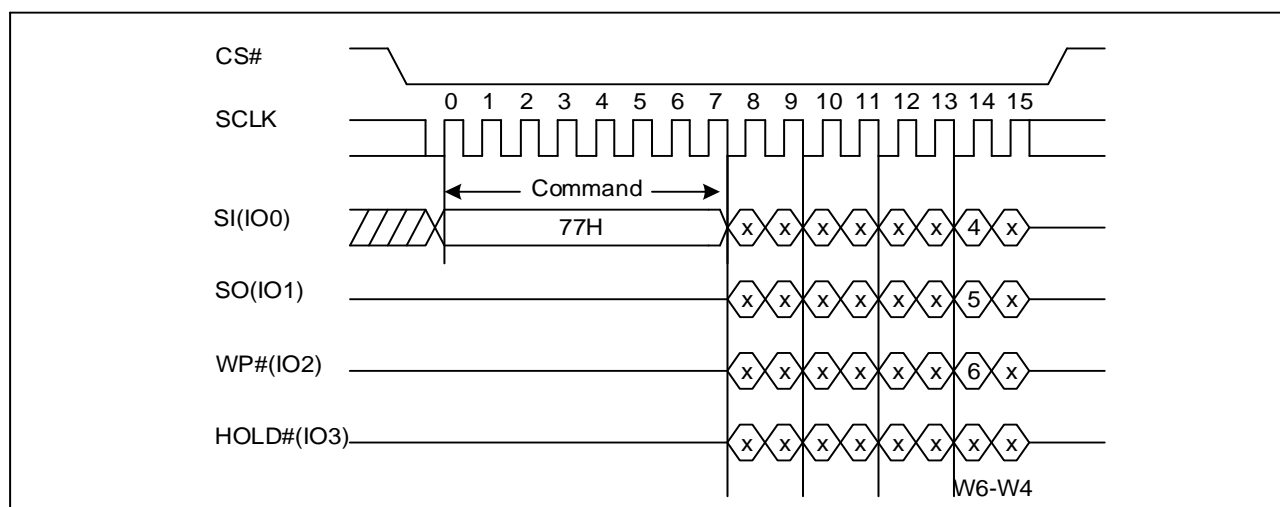 CS#
0 1 2 3 4 5 6 7 8 9 10 11 12 13 14 15
SCLK
Command
SI(IO0)
77H
x x x x x x 4 x
SO(IO1)
x x x x x x 5 x
WP#(IO2)
x x x x x x 6 x
HOLD#(IO3)
x x x x x x x x
W6-W4